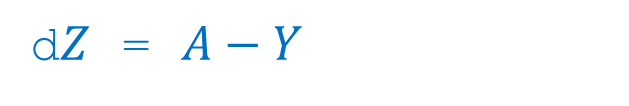 dZ = A − Y